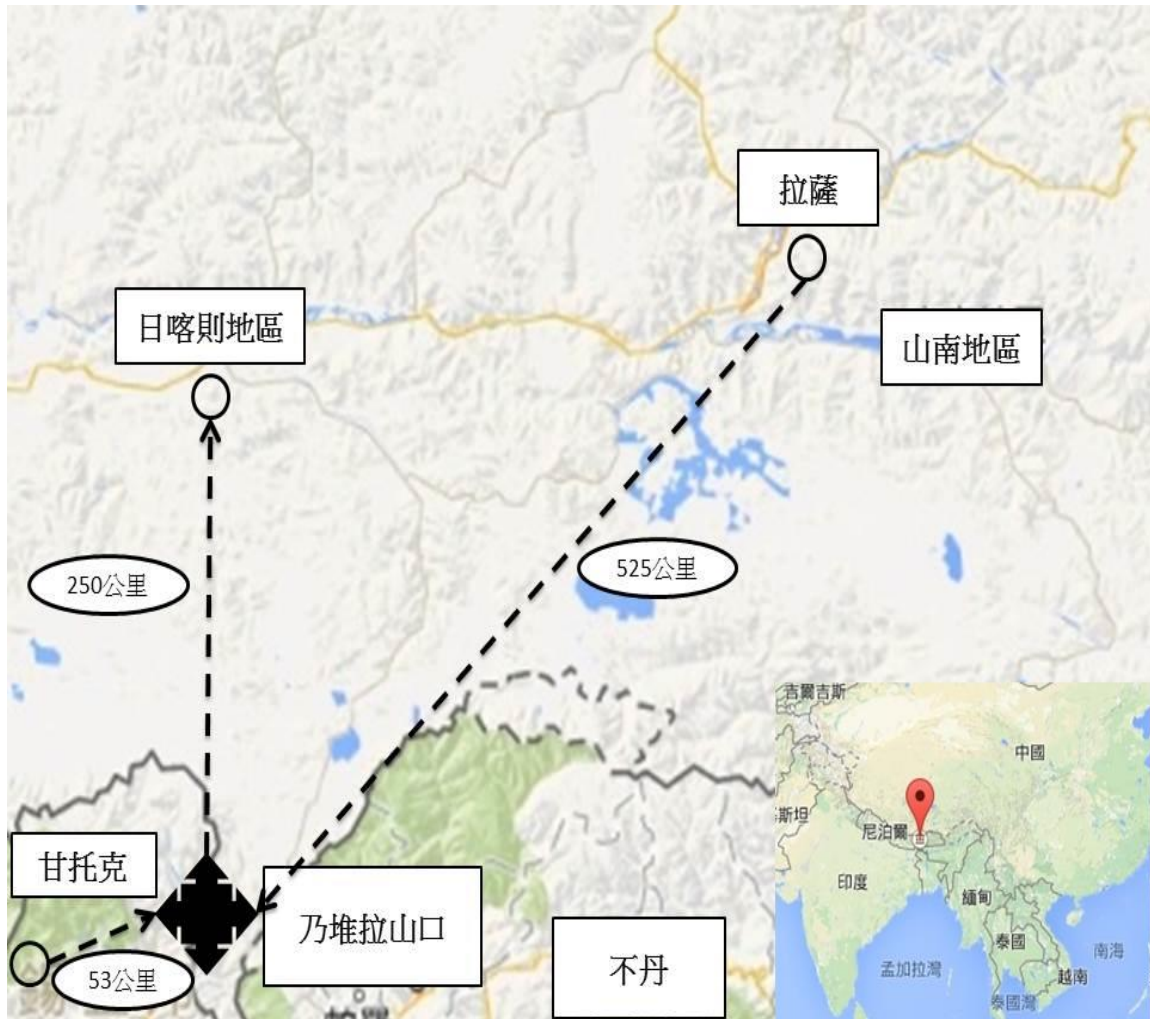 拉薩
日喀則地區
山南地區
250公里
525公里
甘托克
乃堆拉山口
53公里
不丹
吉爾吉斯
中國
斯坦
尼泊爾
印度
緬甸
泰國
南海
孟加拉灣
越南
泰國灣